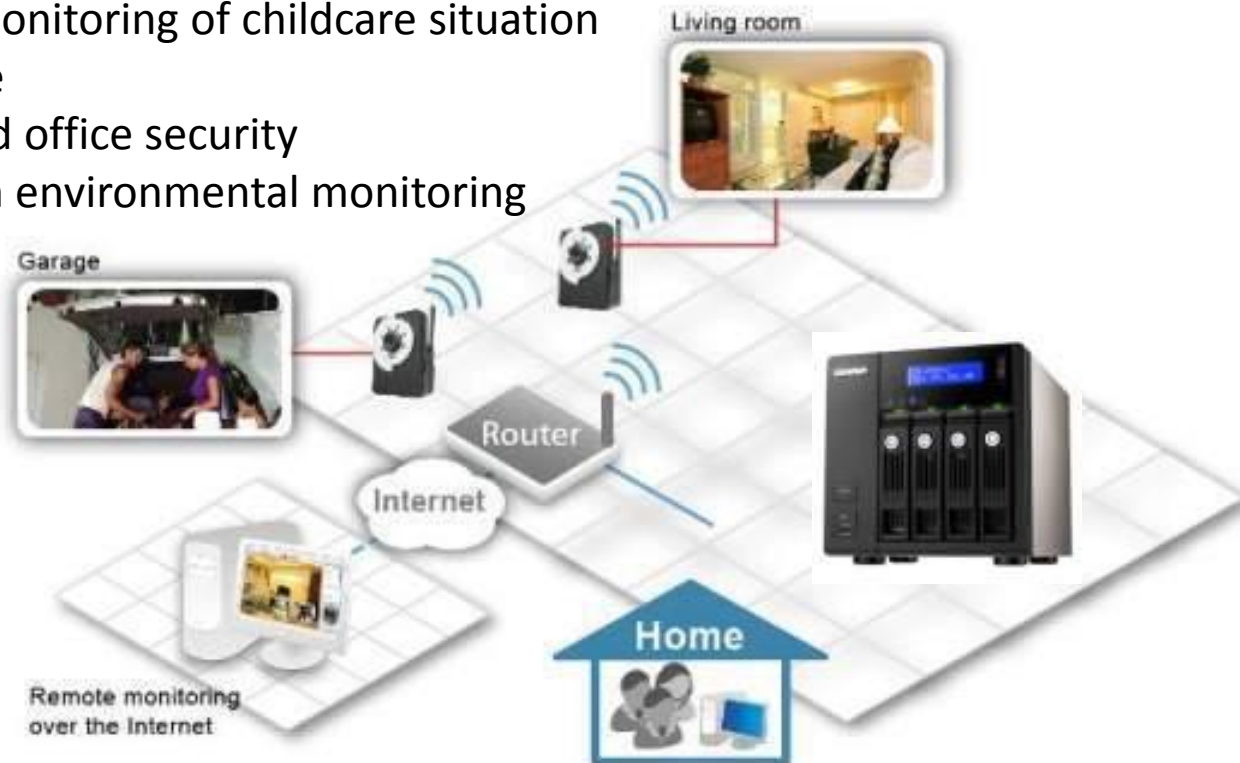 onitoring of childcare situation
e
d office security
n environmental monitoring
Living room
Garage
Router
Internet
Home
Remote monitoring
over the Internet